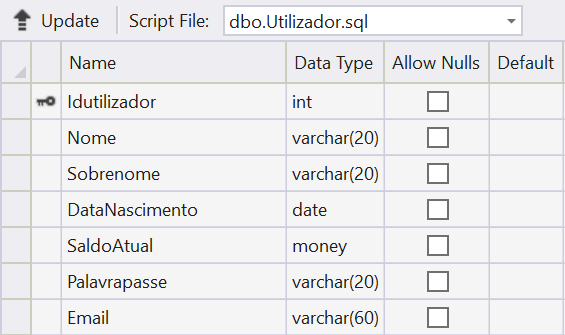 Update Script File: dbo.Utilizador.sql
Name Data Type Allow Nulls Default
Idutilizador int
Nome varchar(20)
Sobrenome varchar(20)
DataNascimento date
SaldoAtual money
Palavrapasse varchar(20)
Email varchar(60)